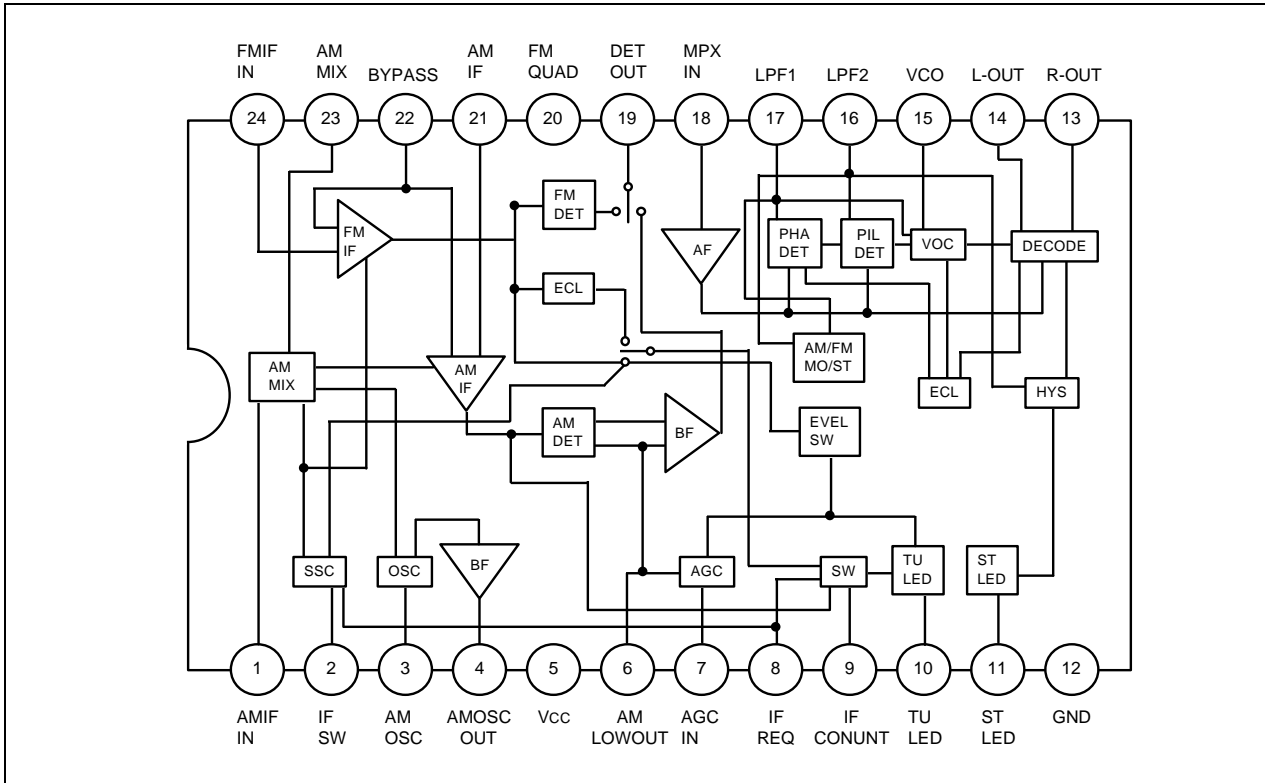 FMIF
IN
AM
MIX
BYPASS
AM
IF
FM
QUAD
DET
OUT
MPX
IN
LPF1
LPF2
VCO
L-OUT
R-OUT
24
23
22
21
20
19
18
17
16
15
14
13
FM
IF
FM
DET
AF
PHA
DET
PIL
DET
VOC
DECODE
ECL
AM
MIX
AM
IF
AM/FM
MO/ST
ECL
HYS
AM
DET
BF
EVEL
SW
SSC
OSC
BF
AGC
SW
TU
LED
ST
LED
1
2
3
4
5
6
7
8
9
10
11
12
AMIF
IN
IF
SW
AM
OSC
AMOSC
OUT
VCC
AM
LOWOUT
AGC
IN
IF
REQ
IF
CONUNT
TU
LED
ST
LED
GND